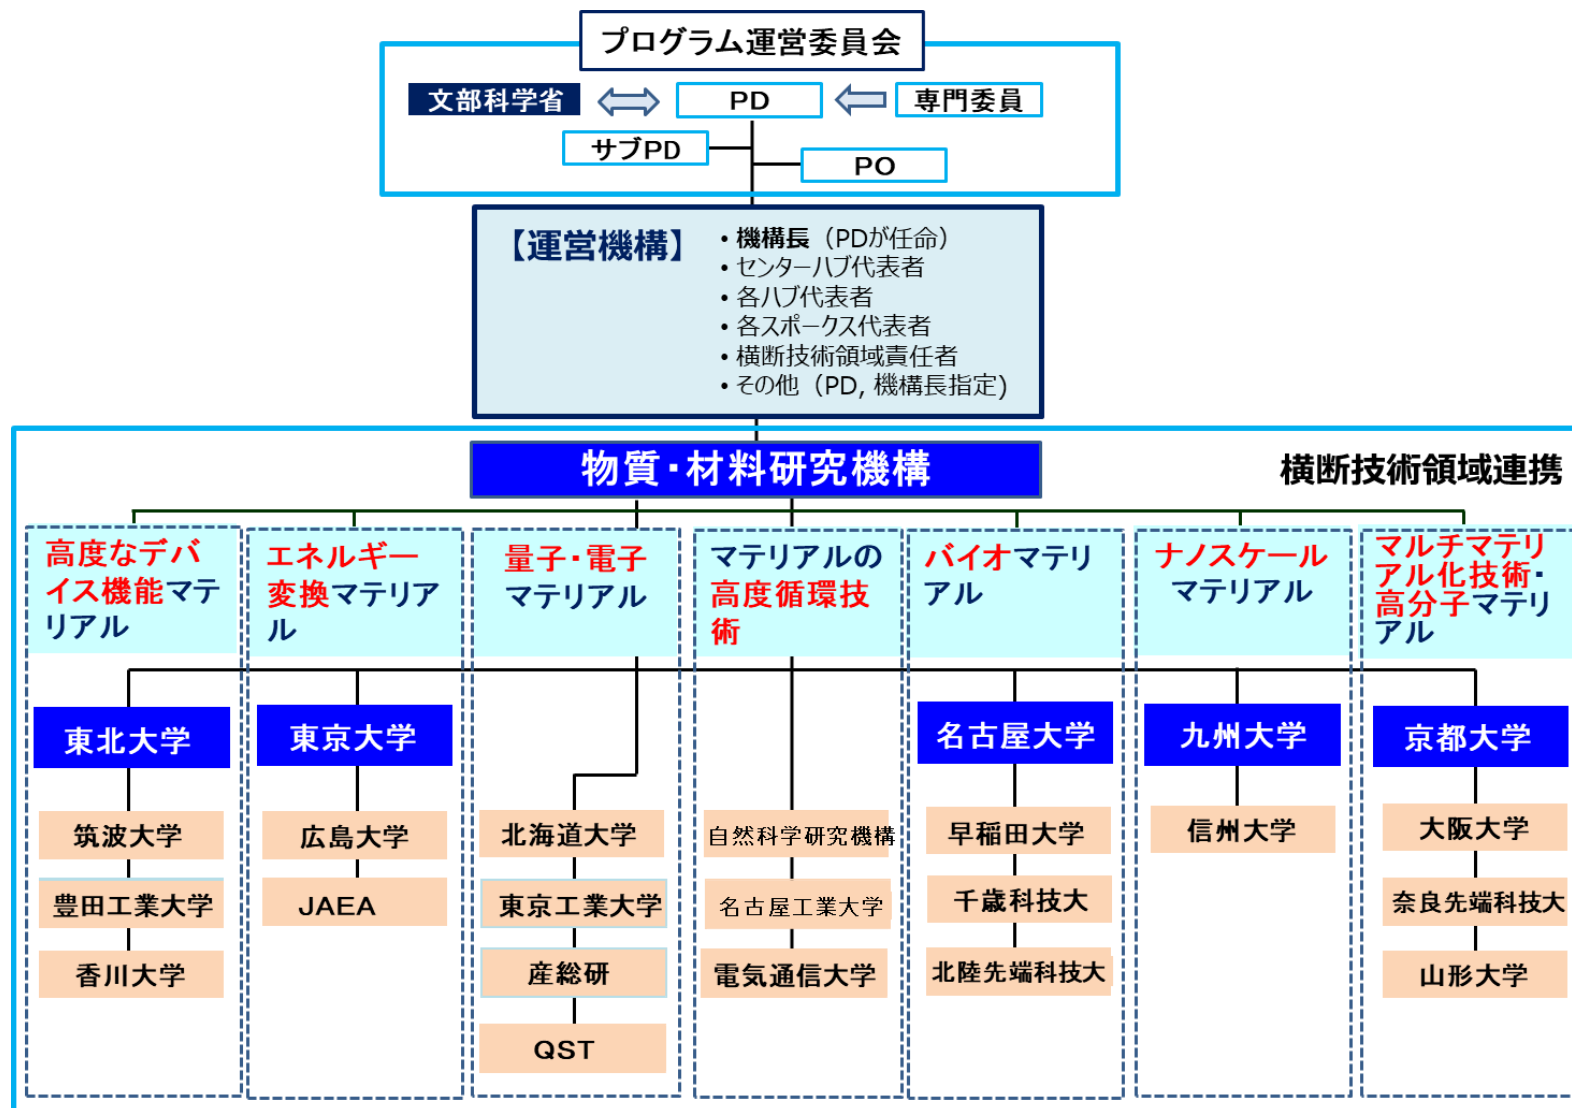 プログラム運営委員会
文部科学省
PD
専門委員
サブPD
PO
【運営機構】
• 機構長（PDが任命）
• センターハブ代表者
• 各ハブ代表者
• 各スポークス代表者
• 横断技術領域責任者
• その他（PD, 機構長指定)
物質・材料研究機構
横断技術領域連携
高度なデバ
イス機能マテ
リアル
エネルギー
変換マテリア
ル
量子・電子
マテリアル
マテリアルの
高度循環技
術
バイオマテリ
アル
ナノスケール
マテリアル
マルチマテリ
アル化技術・
高分子マテリ
アル
東北大学
東京大学
名古屋大学
九州大学
京都大学
筑波大学
豊田工業大学
香川大学
広島大学
JAEA
北海道大学
東京工業大学
産総研
QST
自然科学研究機構
名古屋工業大学
電気通信大学
早稲田大学
千歳科技大
北陸先端科技大
信州大学
大阪大学
奈良先端科技大
山形大学